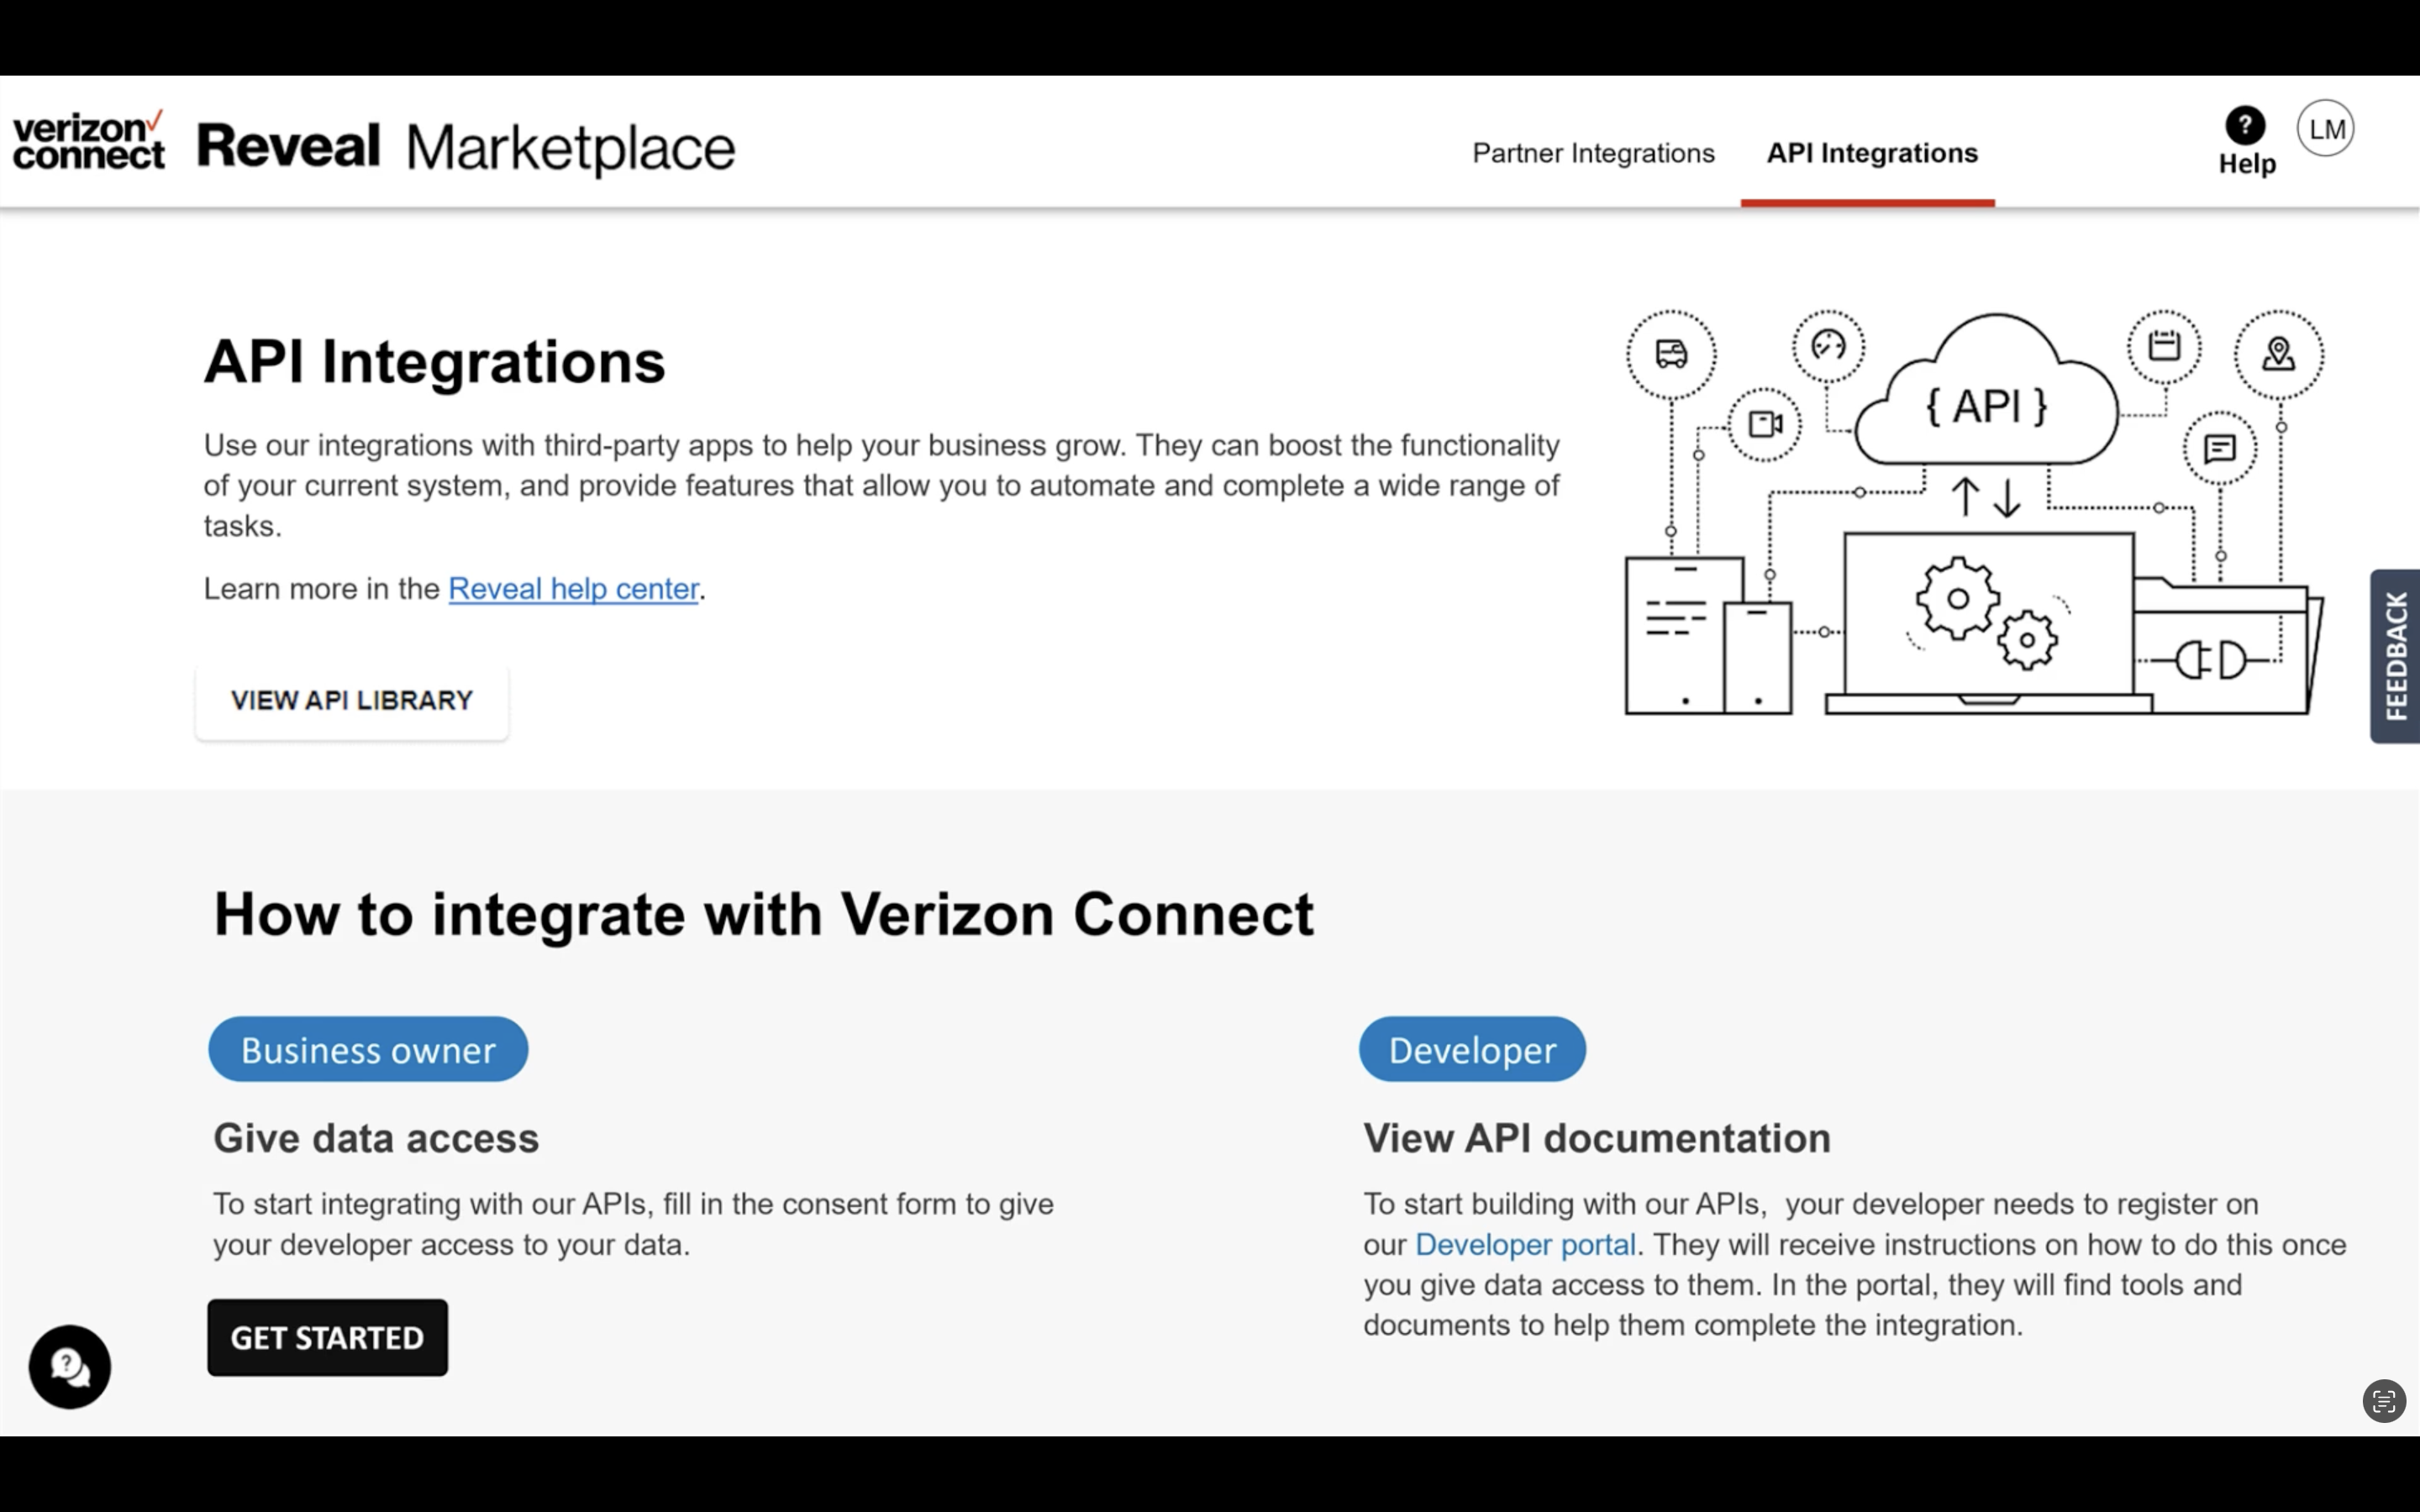 verizon
connect
Reveal Marketplace
Partner Integrations
API Integrations
?
Help
LM
API Integrations
Use our integrations with third-party apps to help your business grow. They can boost the functionality
of your current system, and provide features that allow you to automate and complete a wide range of
tasks.
Learn more in the Reveal help center.
VIEW API LIBRARY
{ API }
FEEDBACK
How to integrate with Verizon Connect
Business owner
Give data access
To start integrating with our APIs, fill in the consent form to give
your developer access to your data.
GET STARTED
Developer
View API documentation
To start building with our APIs,  your developer needs to register on
our Developer portal. They will receive instructions on how to do this once
you give data access to them. In the portal, they will find tools and
documents to help them complete the integration.
?